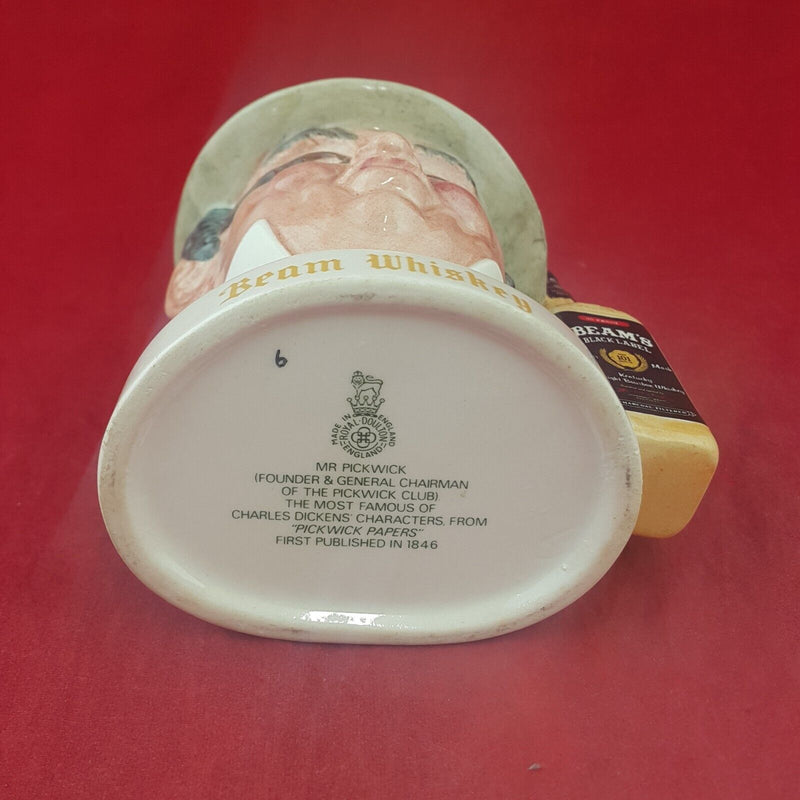 Beam Whiskey
BEAM'S
BLACK LABEL
101
Kentucky
6
MADE IN ENGLAND
ROYAL·DOULTON
ENGLAND
MR PICKWICK
(FOUNDER & GENERAL CHAIRMAN
OF THE PICKWICK CLUB)
THE MOST FAMOUS OF
CHARLES DICKENS' CHARACTERS, FROM
"PICKWICK PAPERS"
FIRST PUBLISHED IN 1846